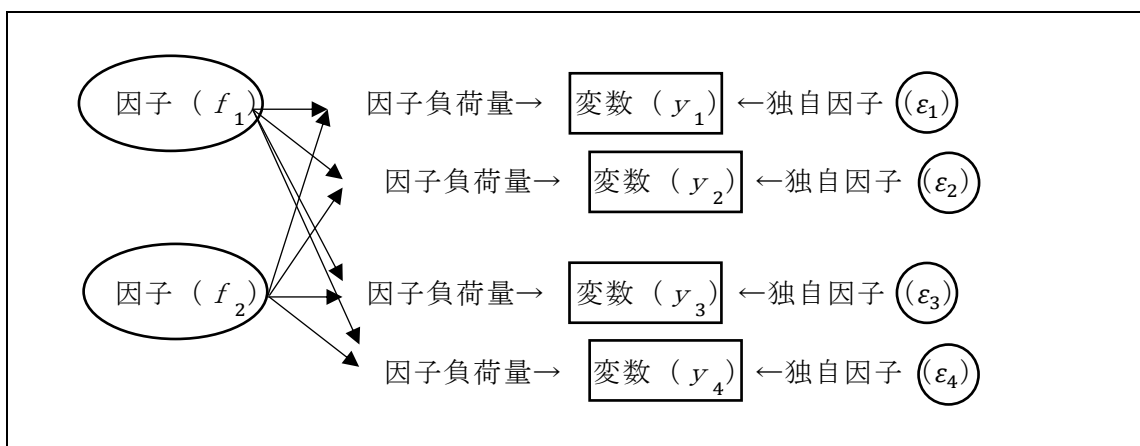 因子（f₁） 因子負荷量→ 変数（y₁） ←独自因子 (ε₁)
因子負荷量→ 変数（y₂） ←独自因子 (ε₂)
因子（f₂） 因子負荷量→ 変数（y₃） ←独自因子 (ε₃)
因子負荷量→ 変数（y₄） ←独自因子 (ε₄)